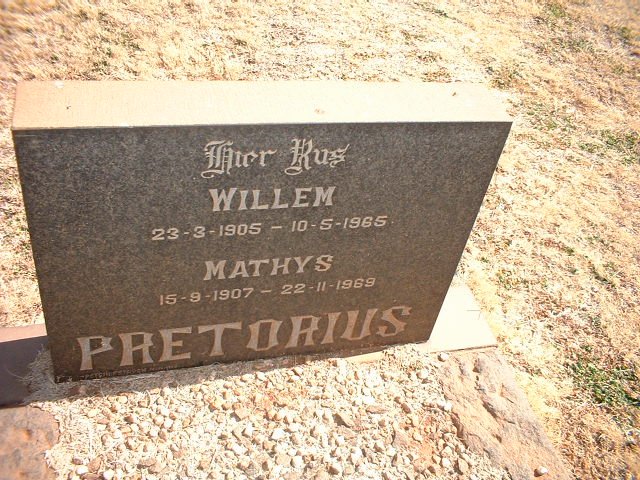 Hier Rus
WILLEM
23-3-1905 – 10-5-1965
MATHYS
15-9-1907 – 22-11-1969
PRETORIUS